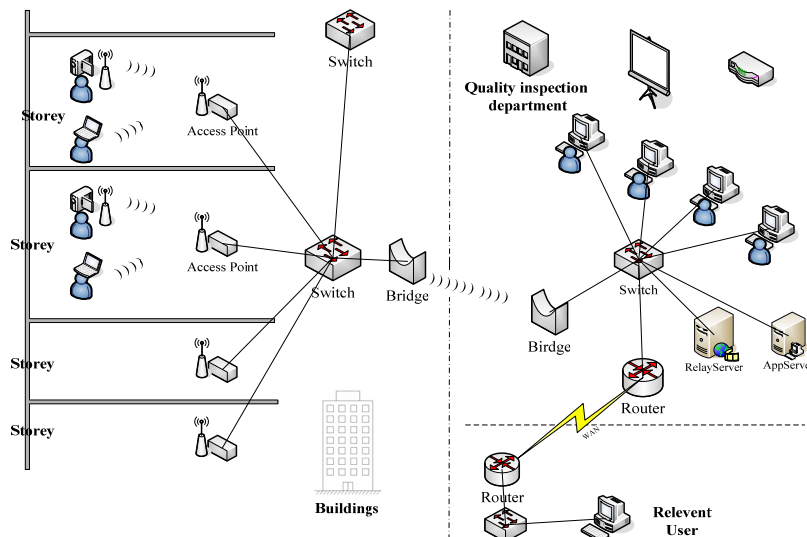 Switch
Storey
Access Point
Storey
Access Point
Switch
Bridge
Storey
Storey
Buildings
Quality inspection
department
Switch
Birdge
RelayServer
AppServe
Router
WAN
Router
Relevent
User